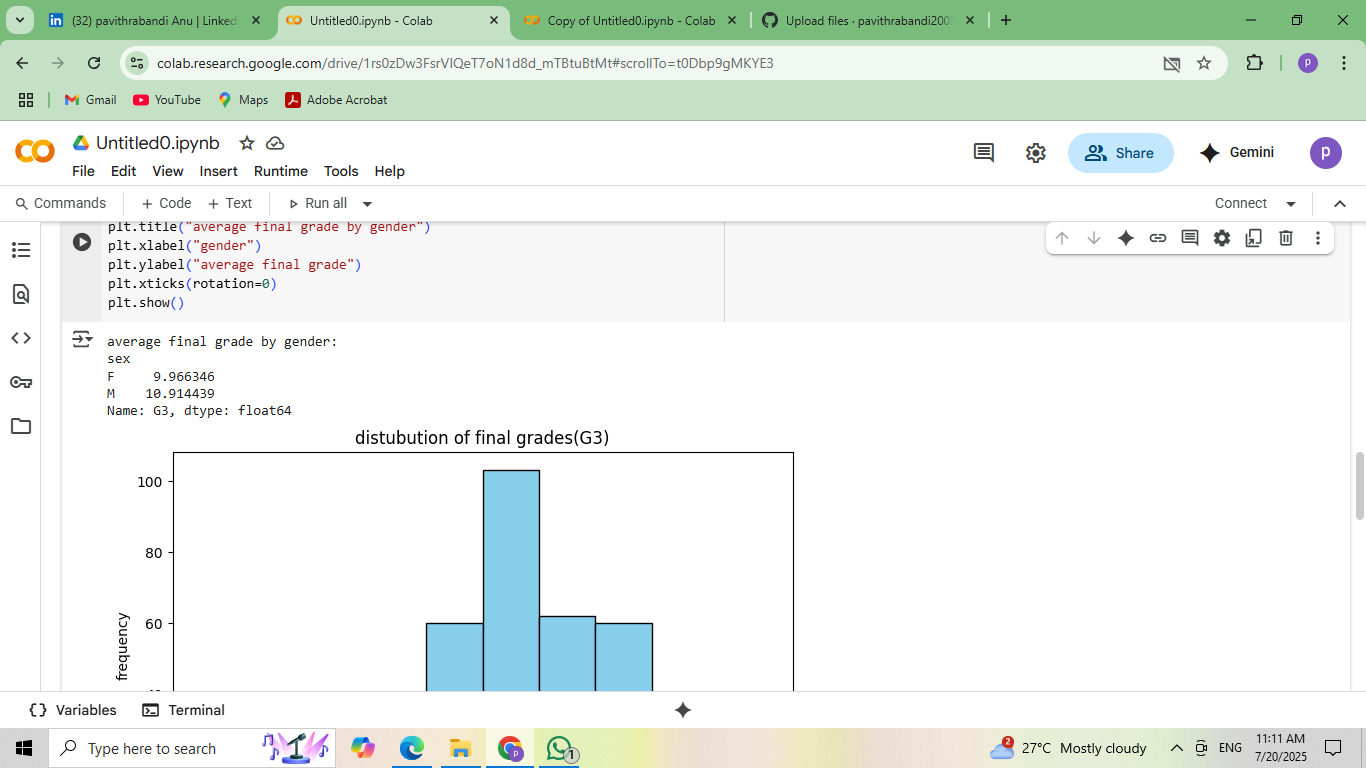 (32) pavithrabandi Anu | Linked
Untitled0.ipynb - Colab
Copy of Untitled0.ipynb - Colab
Upload files · pavithrabandi200
colab.research.google.com/drive/1rs0zDw3FsrVIQeT7oN1d8d_mTBtuBtMt#scrollTo=t0Dbp9gMKYE3
p
Gmail
YouTube
Maps
Adobe Acrobat
Untitled0.ipynb
File Edit View Insert Runtime Tools Help
Share
Gemini
p
Commands
+ Code + Text
Run all
Connect
plt.title("average final grade by gender")
plt.xlabel("gender")
plt.ylabel("average final grade")
plt.xticks(rotation=0)
plt.show()
average final grade by gender:
sex
F 9.966346
M 10.914439
Name: G3, dtype: float64
distubution of final grades(G3)
100
80
60
frequency
Variables
Terminal
Type here to search
p
1
2
27°C Mostly cloudy
ENG
11:11 AM
7/20/2025